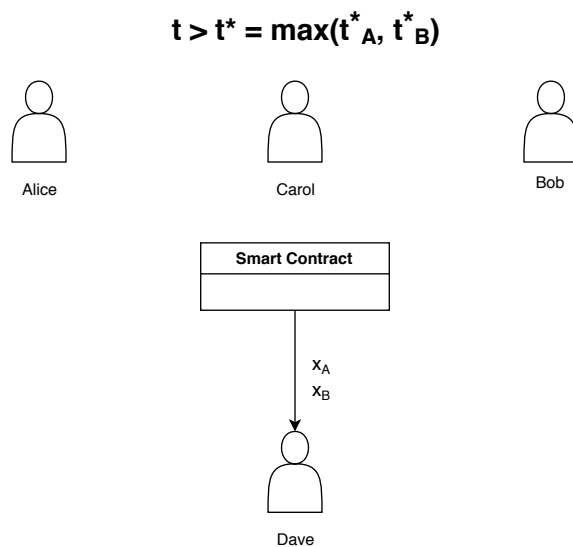 t > t* = max(t*A, t*B)
Alice
Carol
Bob
Smart Contract
xA
xB
Dave